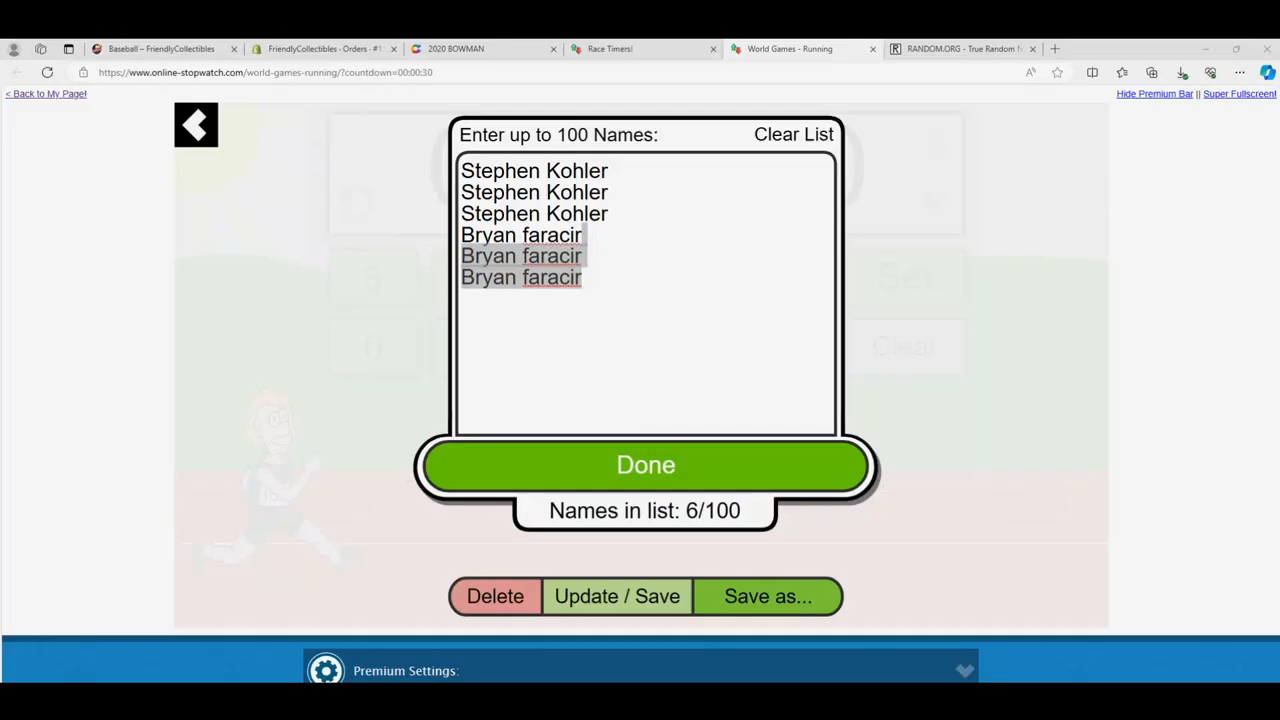 Baseball – FriendlyCollectibles
FriendlyCollectibles - Orders - #1
2020 BOWMAN
Race Timers!
World Games - Running
RANDOM.ORG - True Random N
https://www.online-stopwatch.com/world-games-running/?countdown=00:00:30
< Back to My Page!
Hide Premium Bar || Super Fullscreen!
Enter up to 100 Names:
Clear List
Stephen Kohler
Stephen Kohler
Stephen Kohler
Bryan faracir
Bryan faracir
Bryan faracir
Clear
Done
Names in list: 6/100
Delete
Update / Save
Save as...
Premium Settings: